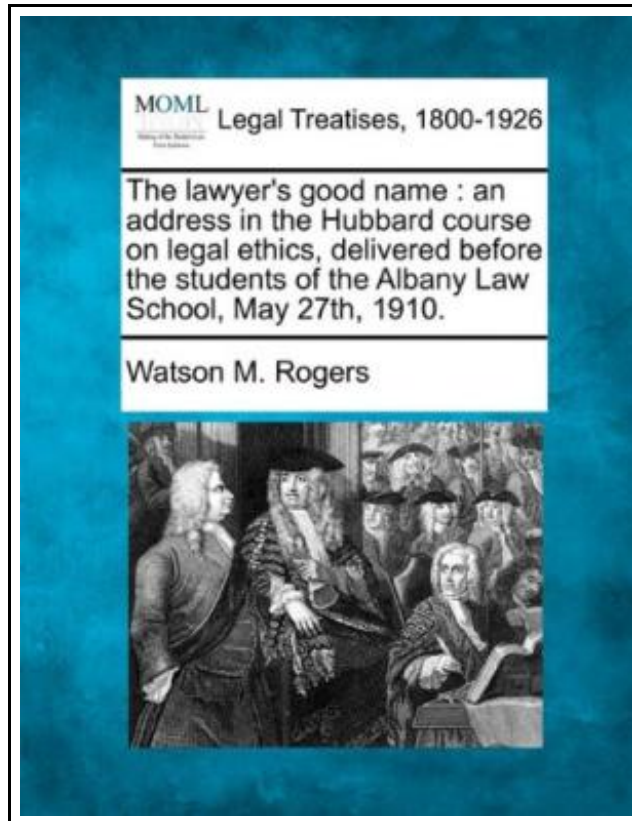 MOML
Legal Treatises, 1800-1926
The lawyer's good name : an
address in the Hubbard course
on legal ethics, delivered before
the students of the Albany Law
School, May 27th, 1910.
Watson M. Rogers